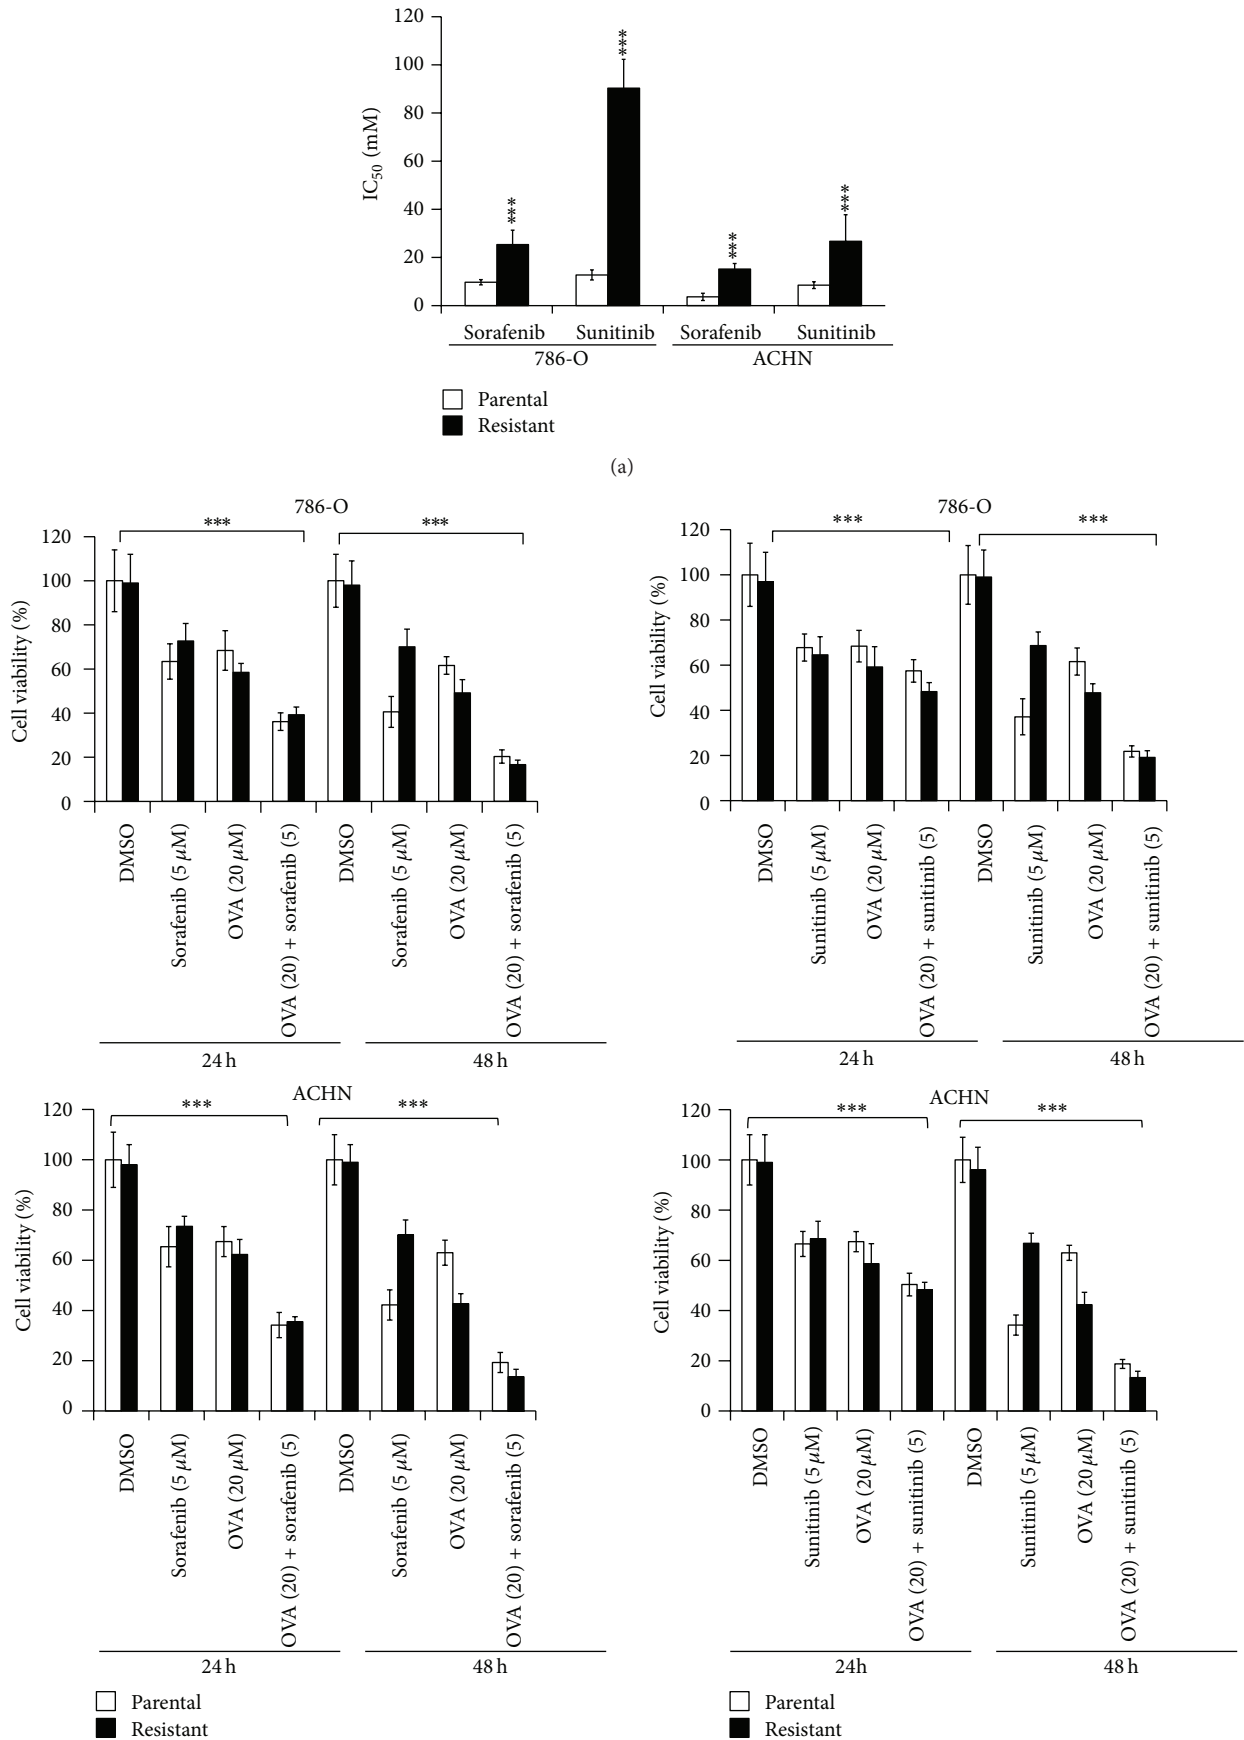 120
100
80
60
40
20
0
IC50 (mM)
***
***
***
***
Sorafenib Sunitinib Sorafenib Sunitinib
786-O ACHN
Parental
Resistant
(a)
786-O
*** ***
120
100
80
60
40
20
0
Cell viability (%)
DMSO
Sorafenib (5 μM)
OVA (20 μM)
OVA (20) + sorafenib (5)
DMSO
Sorafenib (5 μM)
OVA (20 μM)
OVA (20) + sorafenib (5)
24 h 48 h
786-O
*** ***
120
100
80
60
40
20
0
Cell viability (%)
DMSO
Sunitinib (5 μM)
OVA (20 μM)
OVA (20) + sunitinib (5)
DMSO
Sunitinib (5 μM)
OVA (20 μM)
OVA (20) + sunitinib (5)
24 h 48 h
ACHN
*** ***
120
100
80
60
40
20
0
Cell viability (%)
DMSO
Sorafenib (5 μM)
OVA (20 μM)
OVA (20) + sorafenib (5)
DMSO
Sorafenib (5 μM)
OVA (20 μM)
OVA (20) + sorafenib (5)
24 h 48 h
Parental
Resistant
ACHN
*** ***
120
100
80
60
40
20
0
Cell viability (%)
DMSO
Sunitinib (5 μM)
OVA (20 μM)
OVA (20) + sunitinib (5)
DMSO
Sunitinib (5 μM)
OVA (20 μM)
OVA (20) + sunitinib (5)
24 h 48 h
Parental
Resistant